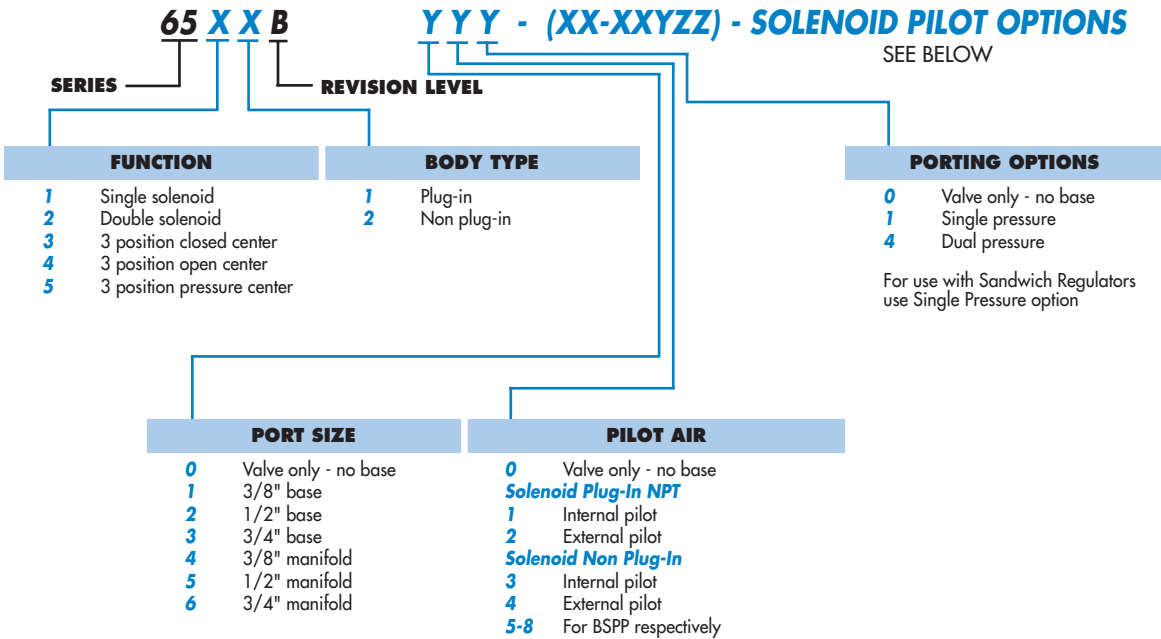 65 X X B Y Y Y - (XX-XXYZZ) - SOLENOID PILOT OPTIONS
SEE BELOW
SERIES
REVISION LEVEL
FUNCTION
1 Single solenoid
2 Double solenoid
3 3 position closed center
4 3 position open center
5 3 position pressure center
BODY TYPE
1 Plug-in
2 Non plug-in
PORTING OPTIONS
0 Valve only - no base
1 Single pressure
4 Dual pressure
For use with Sandwich Regulators
use Single Pressure option
PORT SIZE
0 Valve only - no base
1 3/8" base
2 1/2" base
3 3/4" base
4 3/8" manifold
5 1/2" manifold
6 3/4" manifold
PILOT AIR
0 Valve only - no base
Solenoid Plug-In NPT
1 Internal pilot
2 External pilot
Solenoid Non Plug-In
3 Internal pilot
4 External pilot
5-8 For BSPP respectively